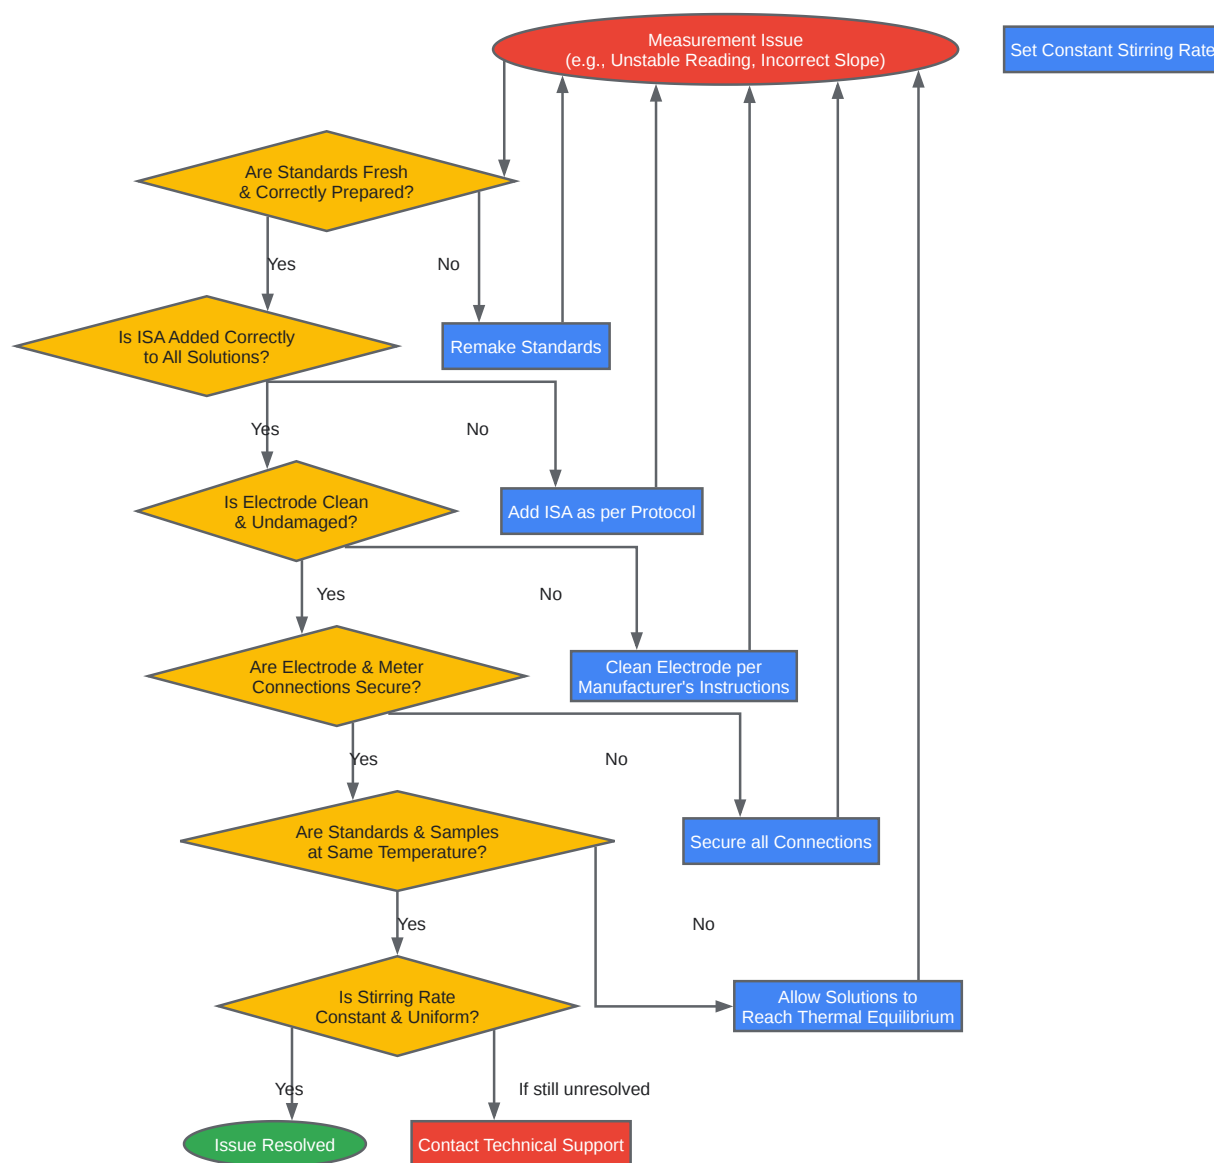 Measurement Issue
(e.g., Unstable Reading, Incorrect Slope)
Set Constant Stirring Rate
Are Standards Fresh
& Correctly Prepared?
Yes
No
Is ISA Added Correctly
to All Solutions?
Remake Standards
Yes
No
Is Electrode Clean
& Undamaged?
Add ISA as per Protocol
Yes
No
Are Electrode & Meter
Connections Secure?
Clean Electrode per
Manufacturer's Instructions
Yes
No
Are Standards & Samples
at Same Temperature?
Secure all Connections
Yes
No
Is Stirring Rate
Constant & Uniform?
Allow Solutions to
Reach Thermal Equilibrium
Yes
If still unresolved
Issue Resolved
Contact Technical Support